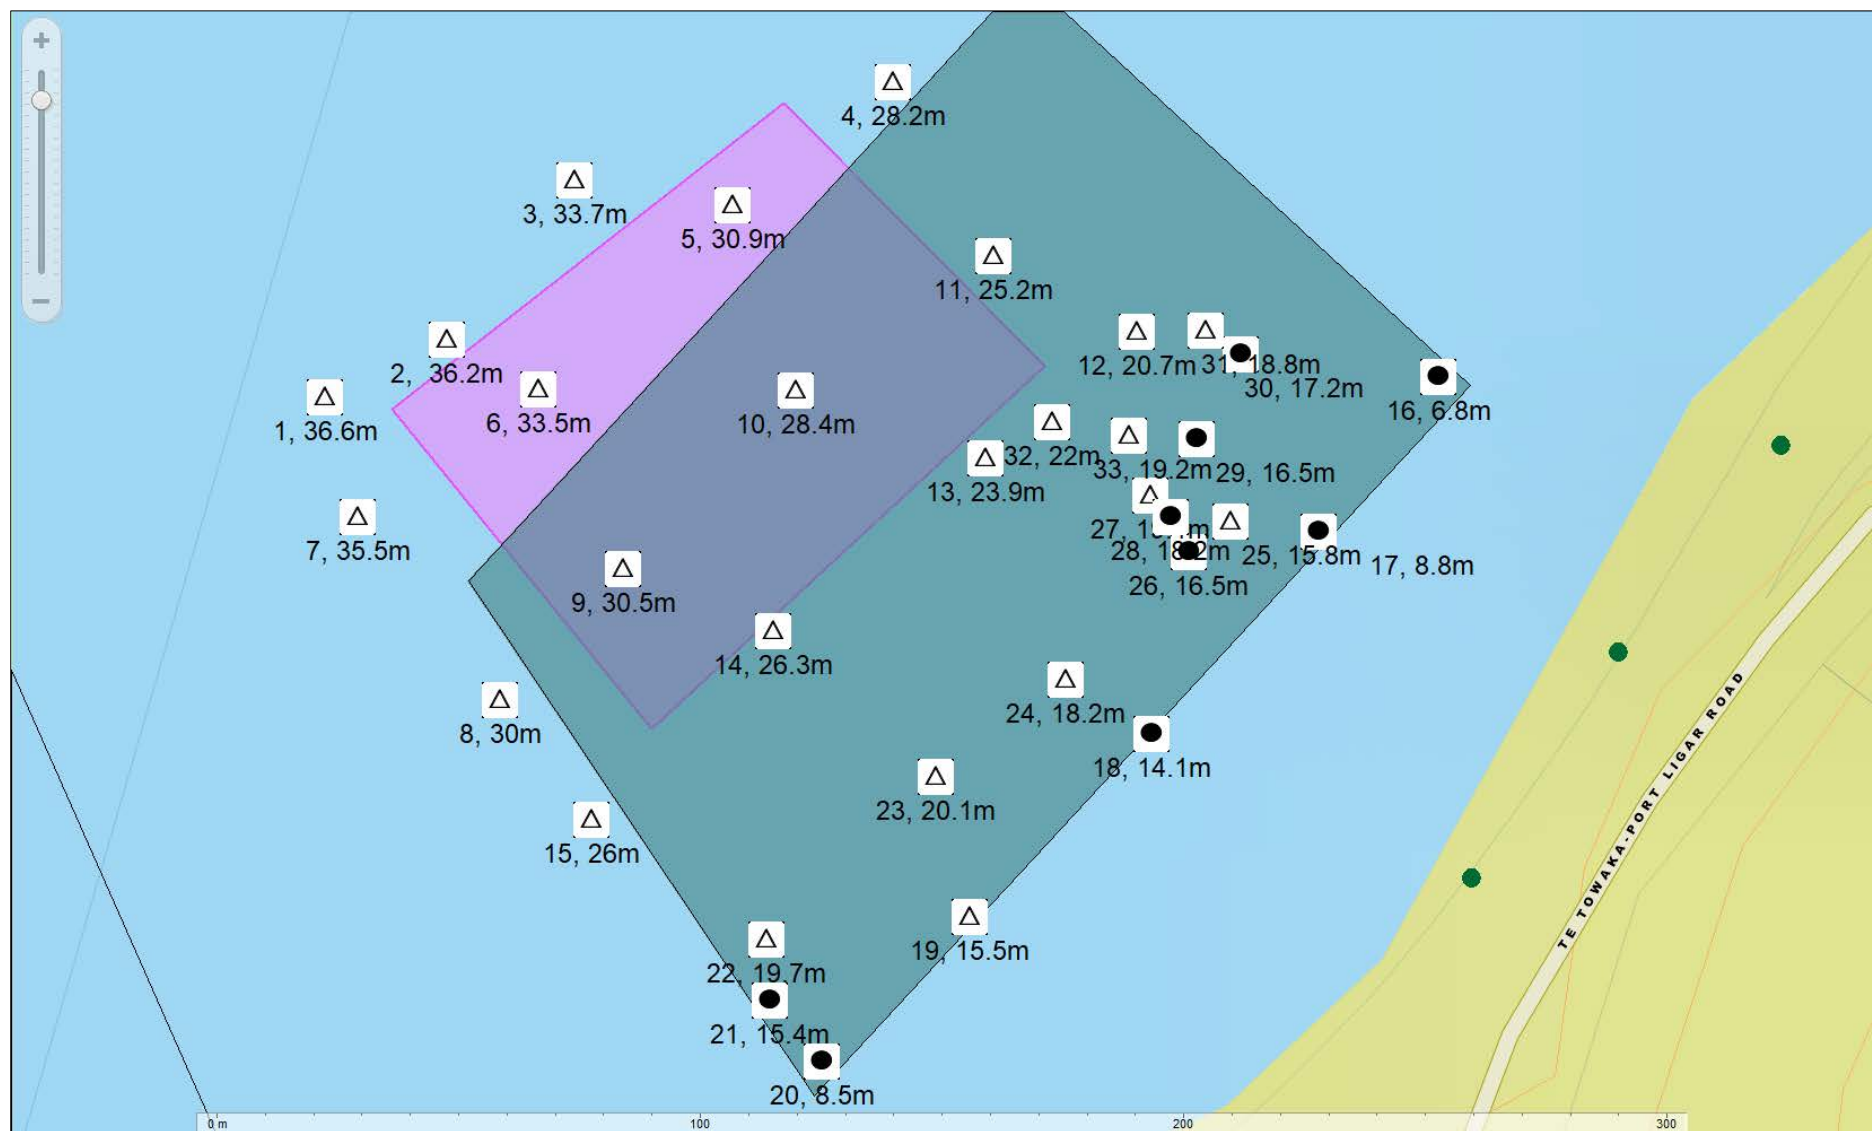 +
4, 28.2m
3, 33.7m
5, 30.9m
11, 25.2m
−
12, 20.7m
31, 18.8m
2, 36.2m
30, 17.2m
16, 6.8m
6, 33.5m
10, 28.4m
1, 36.6m
32, 22m
33, 19.2m
29, 16.5m
13, 23.9m
27,
7, 35.5m
28, 18.2m
25, 15.8m
17, 8.8m
26, 16.5m
9, 30.5m
14, 26.3m
24, 18.2m
8, 30m
18, 14.1m
TE TOWAKA-PORT LIGAR ROAD
23, 20.1m
15, 26m
19, 15.5m
22, 19.7m
21, 15.4m
20, 8.5m
0 m 100 200 300